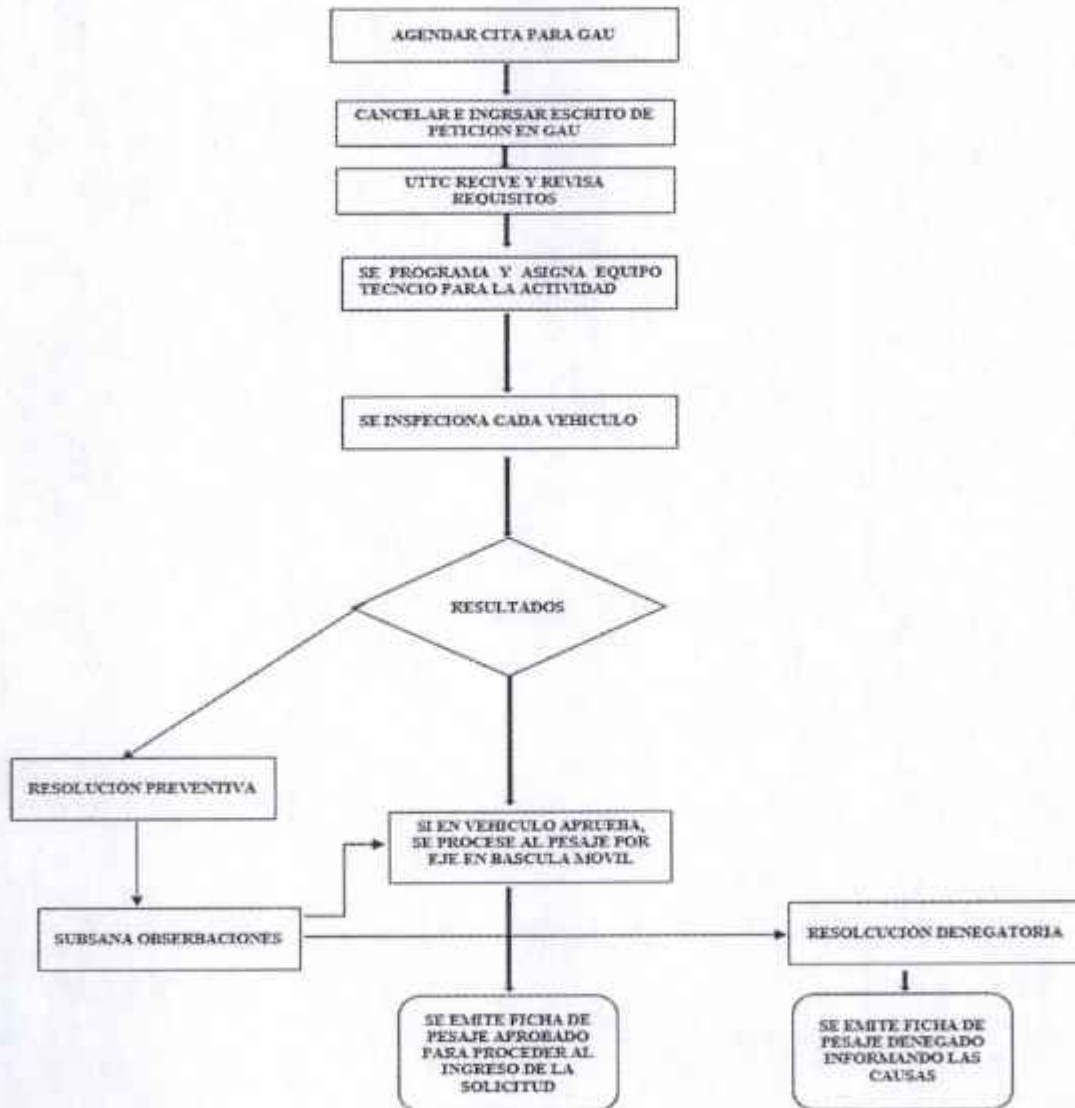 AGENDAR CITA PARA GAU
CANCELAR E INGRSAR ESCRITO DE
PETICION EN GAU
UTTC RECIVE Y REVISA
REQUISITOS
SE PROGRAMA Y ASIGNA EQUIPO
TECNCIO PARA LA ACTIVIDAD
SE INSPECIONA CADA VEHICULO
RESULTADOS
RESOLUCIÓN PREVENTIVA
SI EN VEHICULO APRUEBA,
SE PROCESE AL PESAJE POR
EJE EN BASCULA MOVIL
SUBSANA OBSERBACIONES
RESOLCUCIÓN DENEGATORIA
SE EMITE FICHA DE
PESAJE APROBADO
PARA PROCEDER AL
INGRESO DE LA
SOLICITUD
SE EMITE FICHA DE
PESAJE DENEGADO
INFORMANDO LAS
CAUSAS